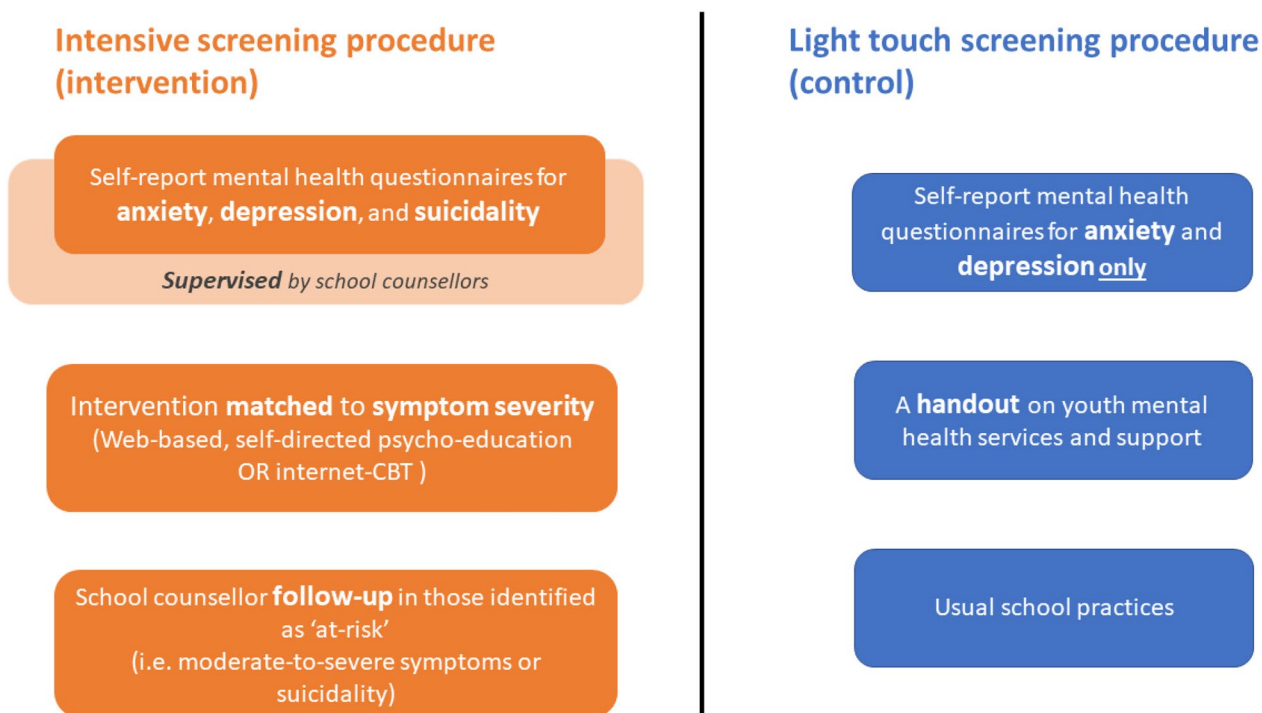 Intensive screening procedure
(intervention)
Self-report mental health questionnaires for
anxiety, depression, and suicidality
Supervised by school counsellors
Intervention matched to symptom severity
(Web-based, self-directed psycho-education
OR internet-CBT )
School counsellor follow-up in those identified
as ‘at-risk’
(i.e. moderate-to-severe symptoms or
suicidality)
Light touch screening procedure
(control)
Self-report mental health
questionnaires for anxiety and
depression only
A handout on youth mental
health services and support
Usual school practices